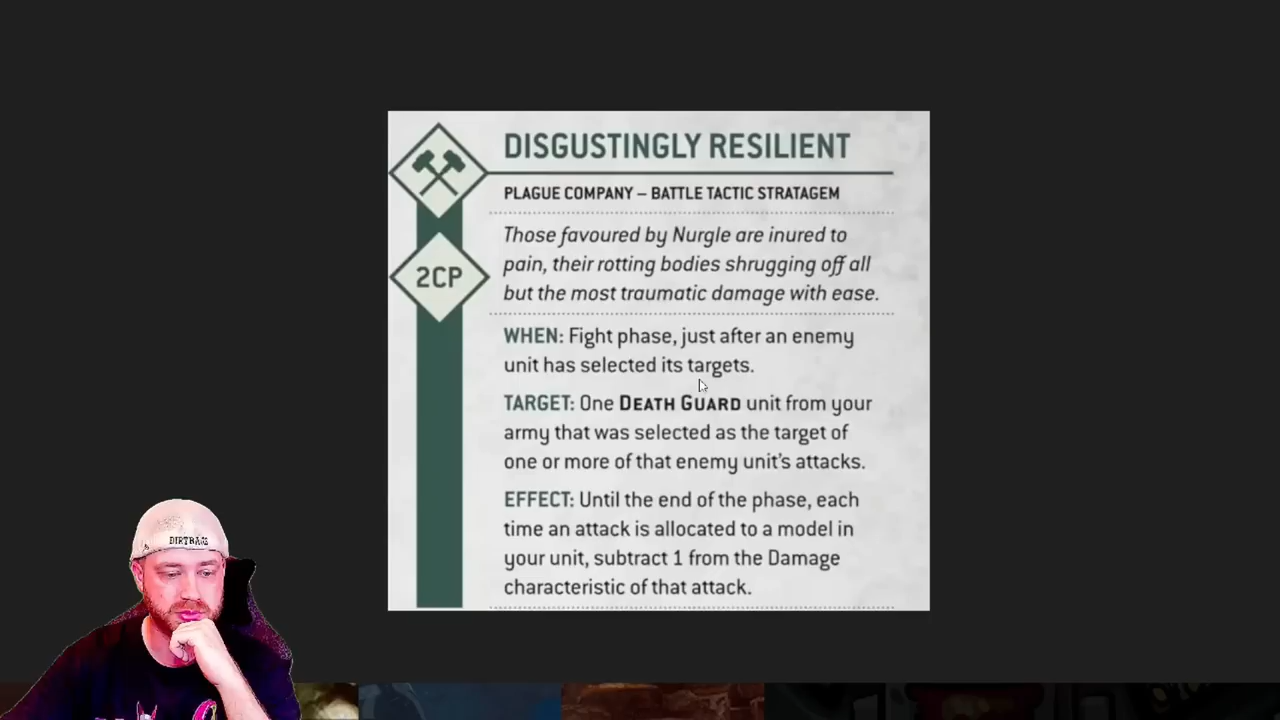 DISGUSTINGLY RESILIENT
PLAGUE COMPANY – BATTLE TACTIC STRATAGEM
2CP
Those favoured by Nurgle are inured to
pain, their rotting bodies shrugging off all
but the most traumatic damage with ease.
WHEN: Fight phase, just after an enemy
unit has selected its targets.
TARGET: One DEATH GUARD unit from your
army that was selected as the target of
one or more of that enemy unit's attacks.
EFFECT: Until the end of the phase, each
time an attack is allocated to a model in
your unit, subtract 1 from the Damage
characteristic of that attack.
DIRTBAGS